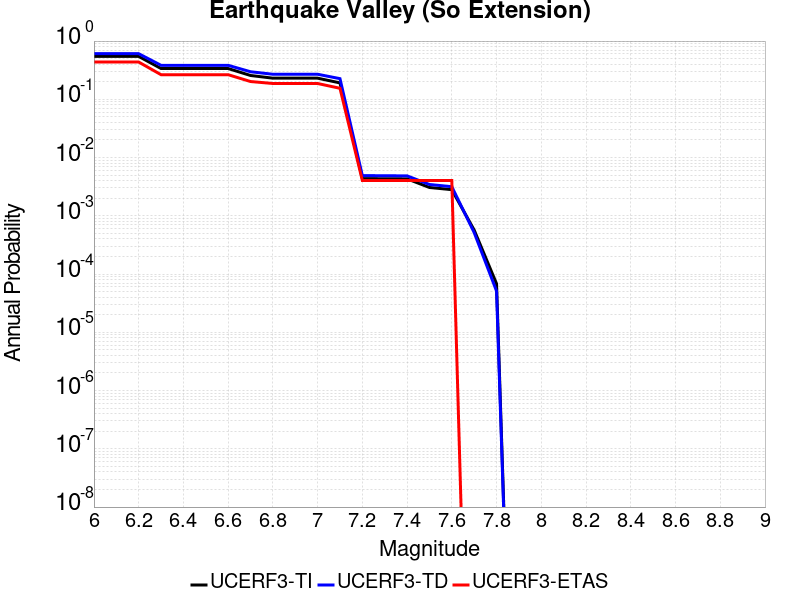 Earthquake Valley (So Extension)
10^0
10^-1
10^-2
10^-3
10^-4
10^-5
10^-6
10^-7
10^-8
Annual Probability
6 6.2 6.4 6.6 6.8 7 7.2 7.4 7.6 7.8 8 8.2 8.4 8.6 8.8 9
Magnitude
UCERF3-TI UCERF3-TD UCERF3-ETAS